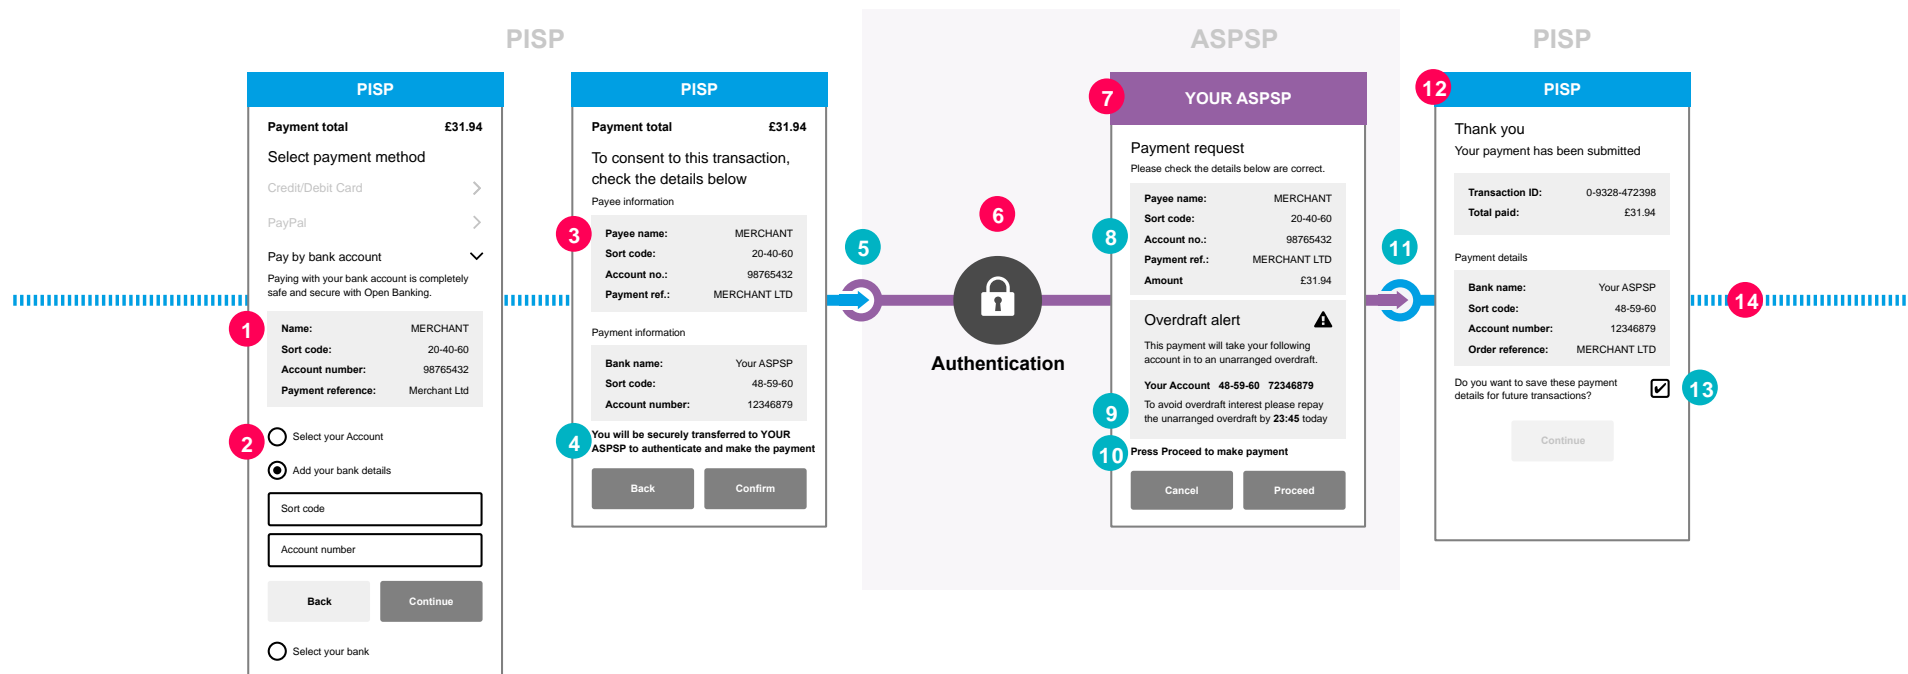 PISP
PISP
Payment total £31.94
Select payment method
Credit/Debit Card
PayPal
Pay by bank account
Paying with your bank account is completely
safe and secure with Open Banking.
1
Name: MERCHANT
Sort code: 20-40-60
Account number: 98765432
Payment reference: Merchant Ltd
2
Select your Account
Add your bank details
Sort code
Account number
Back Continue
Select your bank
PISP
Payment total £31.94
To consent to this transaction,
check the details below
Payee information
3
Payee name: MERCHANT
Sort code: 20-40-60
Account no.: 98765432
Payment ref.: MERCHANT LTD
Payment information
Bank name: Your ASPSP
Sort code: 48-59-60
Account number: 12346879
4
You will be securely transferred to YOUR
ASPSP to authenticate and make the payment
Back Confirm
5
6
Authentication
ASPSP
7
YOUR ASPSP
Payment request
Please check the details below are correct.
8
Payee name: MERCHANT
Sort code: 20-40-60
Account no.: 98765432
Payment ref.: MERCHANT LTD
Amount £31.94
Overdraft alert
This payment will take your following
account in to an unarranged overdraft.
Your Account 48-59-60 72346879
9
To avoid overdraft interest please repay
the unarranged overdraft by 23:45 today
10
Press Proceed to make payment
Cancel Proceed
11
PISP
12
PISP
Thank you
Your payment has been submitted
Transaction ID: 0-9328-472398
Total paid: £31.94
Payment details
Bank name: Your ASPSP
Sort code: 48-59-60
Account number: 12346879
Order reference: MERCHANT LTD
Do you want to save these payment
details for future transactions?
13
Continue
14